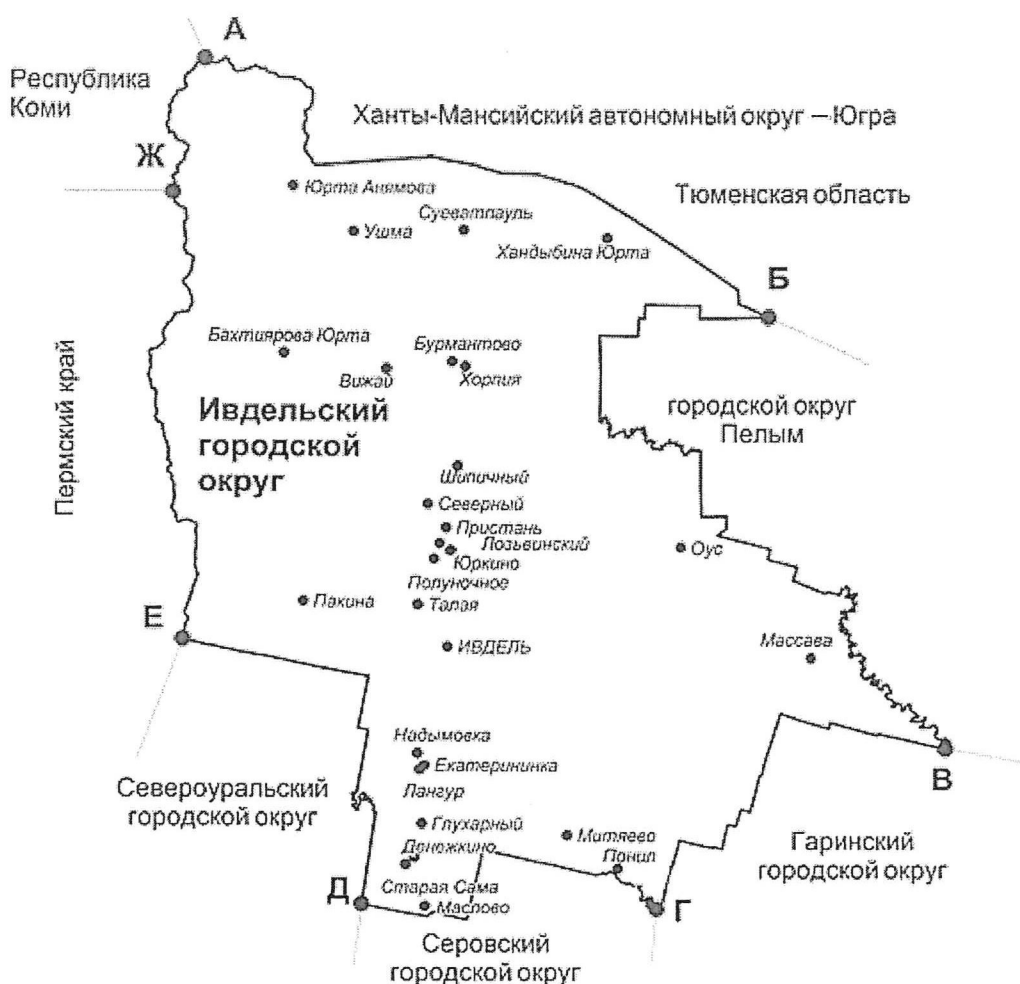 А
Республика
Коми
Ханты-Мансийский автономный округ – Югра
Ж
Юрта Анямова
Тюменская область
Суеватпауль
Ушма
Хандыбина Юрта
Б
Бахтиярова Юрта
Бурмантово
Вижай
Хорпия
Пермский край
Ивдельский
городской
округ
городской округ
Пелым
Шипичный
Северный
Пристань
Лозьвинский
Юркино
Оус
Полуночное
Пакина
Талая
Е
ИВДЕЛЬ
Массава
Надымовка
Екатерининка
Лангур
В
Североуральский
городской округ
Глухарный
Митяево
Денежкино
Понил
Гаринский
городской округ
Старая Сама
Д
Маслово
Г
Серовский
городской округ